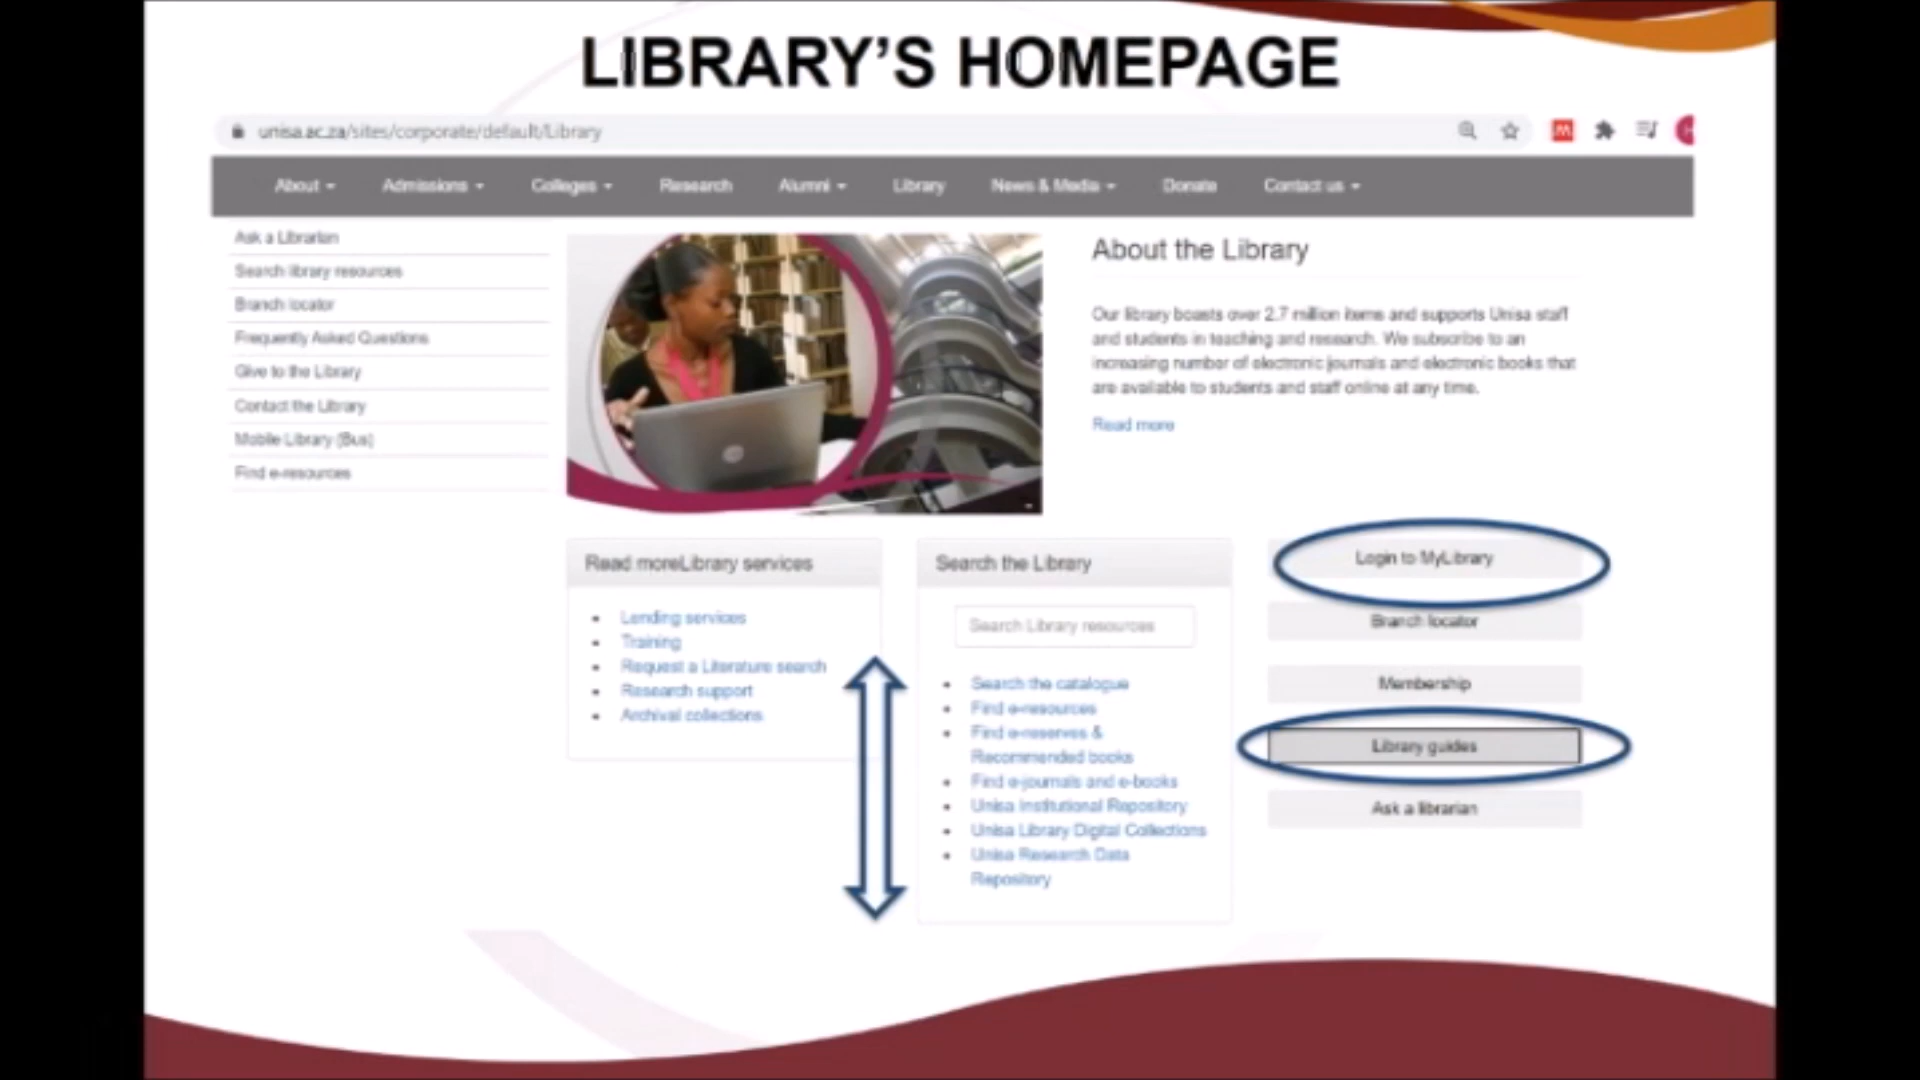 LIBRARY'S HOMEPAGE
unisa.ac.za/sites/corporate/default/Library
About
Admissions
Colleges
Research
Alumni
Library
News & Media
Donate
Contact us
Ask a Librarian
Search library resources
Branch locator
Frequently Asked Questions
Give to the Library
Contact the Library
Mobile Library (Bus)
Find e-resources
About the Library
Our library boasts over 2.7 million items and supports Unisa staff
and students in teaching and research. We subscribe to an
increasing number of electronic journals and electronic books that
are available to students and staff online at any time.
Read more
Read moreLibrary services
Lending services
Training
Request a Literature search
Research support
Archival collections
Search the Library
Search Library resources
Search the catalogue
Find e-resources
Find e-reserves &
Recommended books
Find e-journals and e-books
Unisa Institutional Repository
Unisa Library Digital Collections
Unisa Research Data
Repository
Login to MyLibrary
Branch locator
Membership
Library guides
Ask a librarian